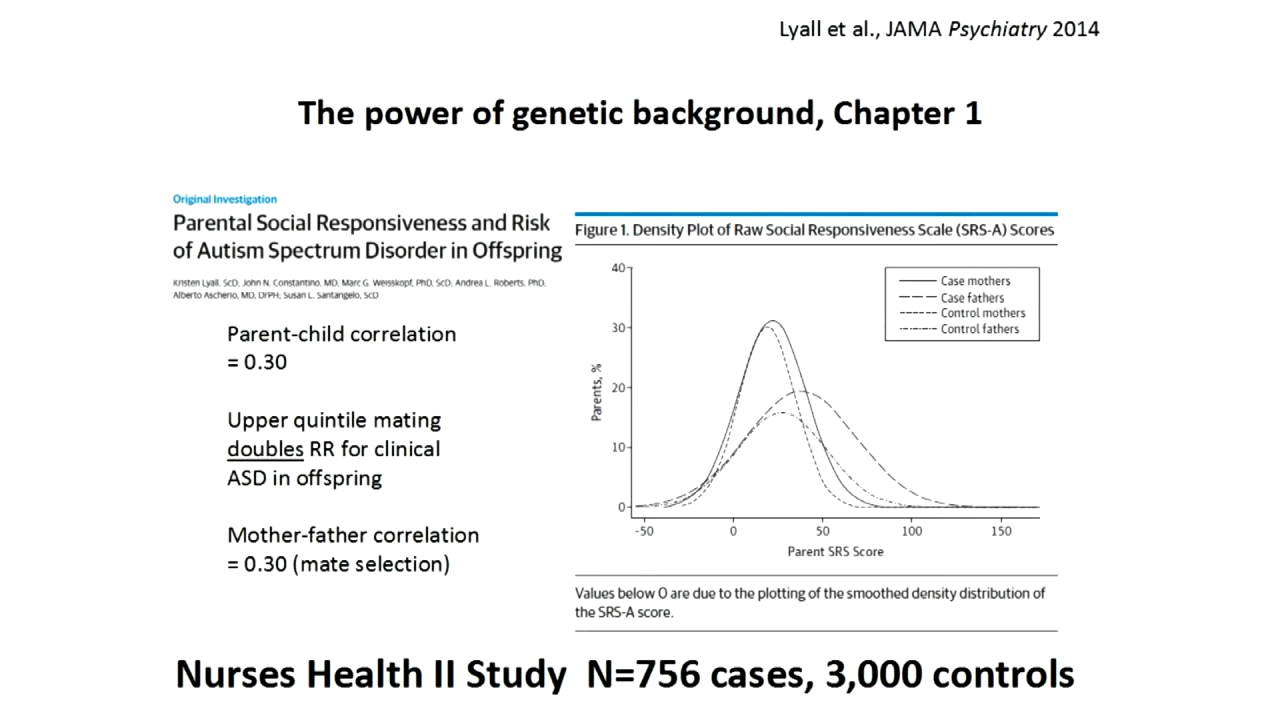 Lyall et al., JAMA Psychiatry 2014
The power of genetic background, Chapter 1
Original Investigation
Parental Social Responsiveness and Risk
of Autism Spectrum Disorder in Offspring
Kristen Lyall, ScD, John N. Constantino, MD, Marc G. Weisskopf, PhD, ScD, Andrea L. Roberts, PhD,
Alberto Ascherio, MD, DrPH; Susan L. Santangelo, ScD
Parent-child correlation
= 0.30
Upper quintile mating
doubles RR for clinical
ASD in offspring
Mother-father correlation
= 0.30 (mate selection)
Figure 1. Density Plot of Raw Social Responsiveness Scale (SRS-A) Scores
40
30
20
10
0
Parents, %
Case mothers
Case fathers
Control mothers
Control fathers
-50 0 50 100 150
Parent SRS Score
Values below 0 are due to the plotting of the smoothed density distribution of
the SRS-A score.
Nurses Health II Study N=756 cases, 3,000 controls